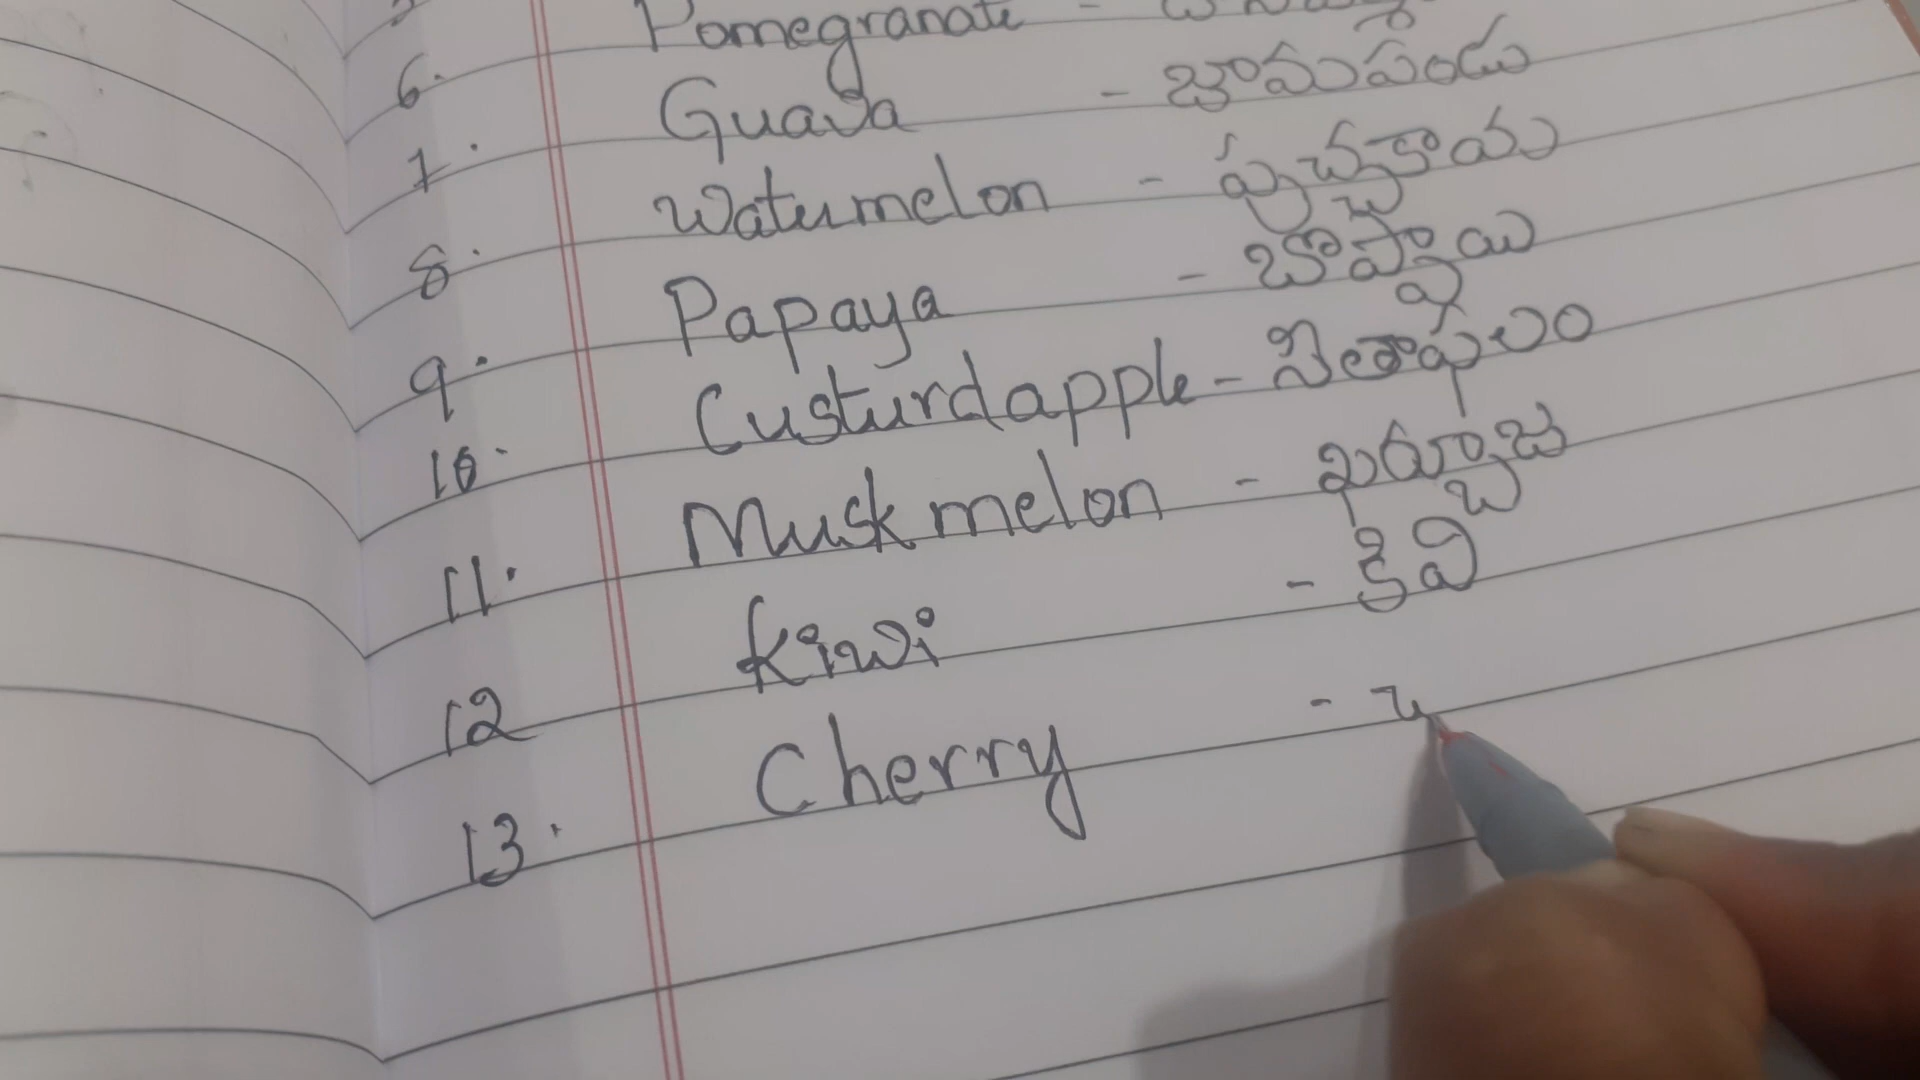 6. Pomegranate -
7. Guava - జామపండు
8. Watermelon - పుచ్చకాయ
9. Papaya - బొప్పాయి
10. Custurdapple - సీతాఫలం
11. Muskmelon - ఖర్బూజ
12 Kiwi - కివి
13. Cherry -